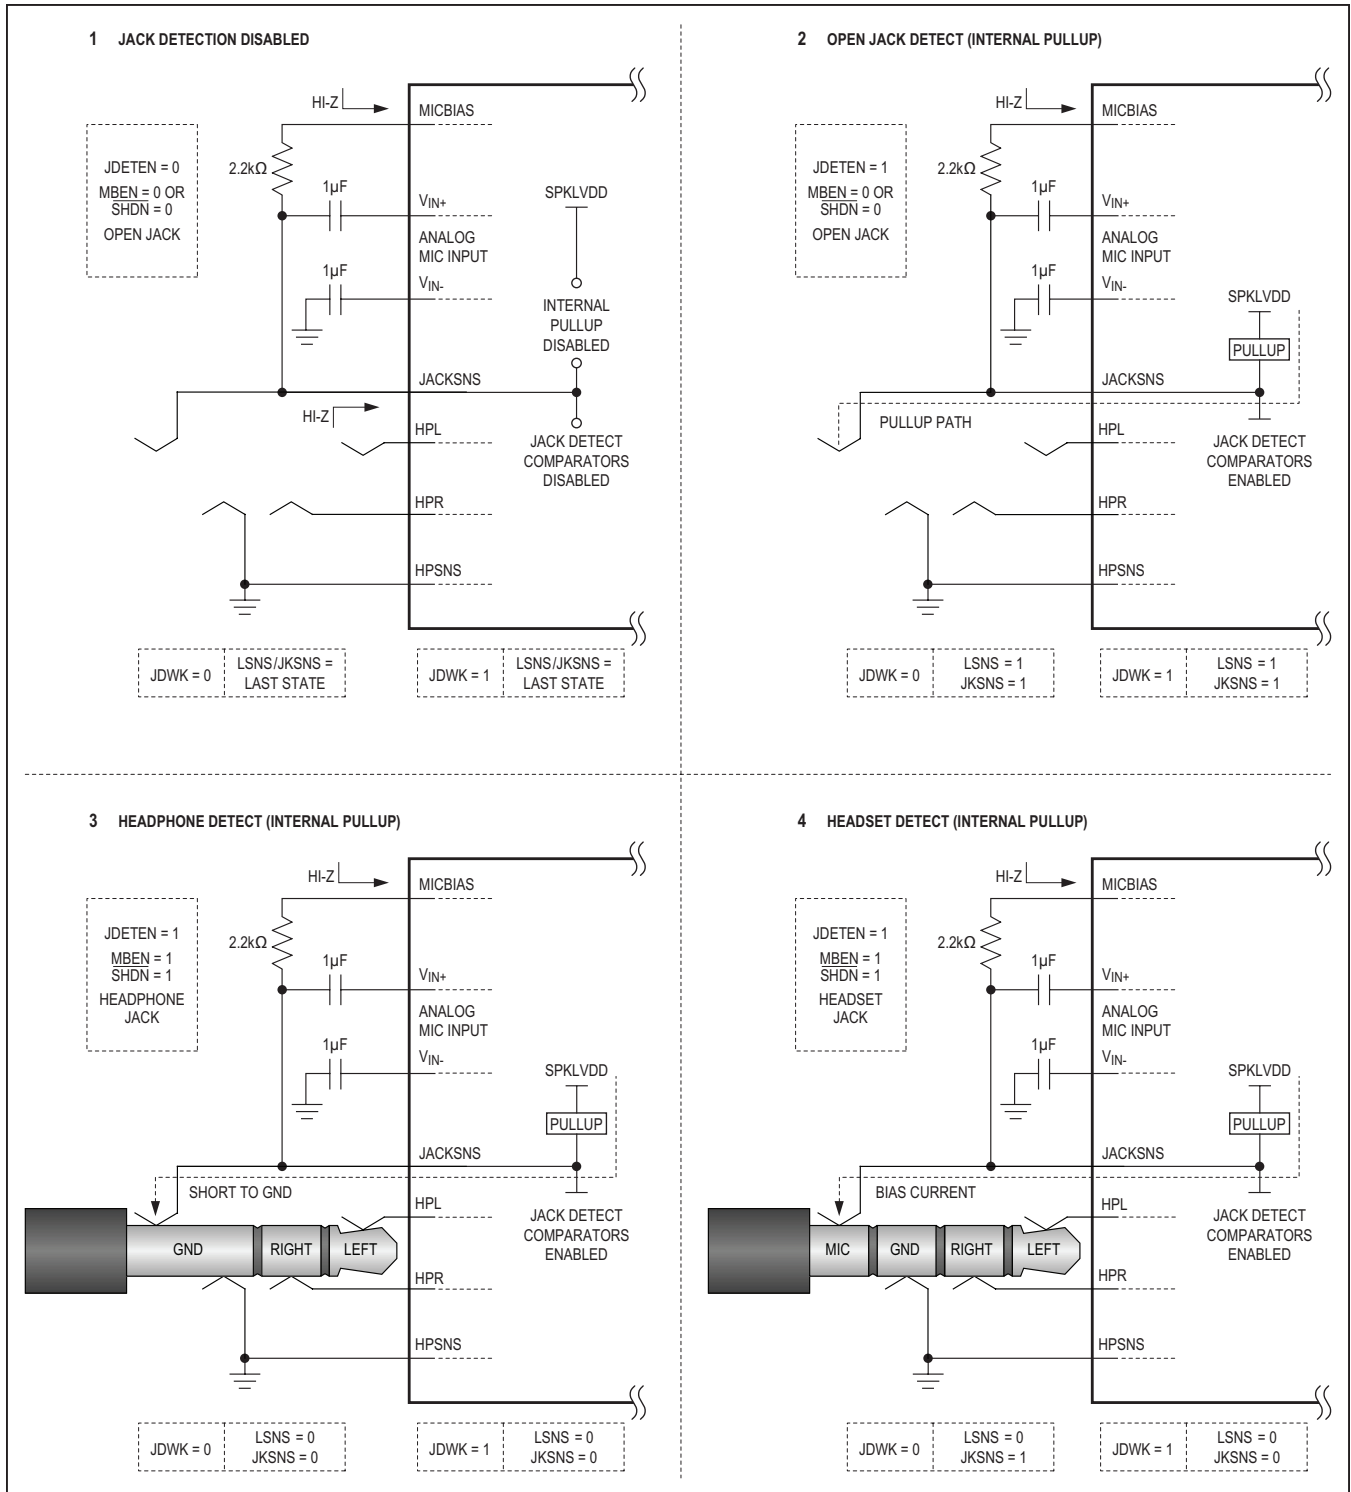 1 JACK DETECTION DISABLED
HI-Z
MICBIAS
JDETEN = 0
MBEN = 0 OR
SHDN = 0
OPEN JACK
2.2kΩ
1µF
VIN+
ANALOG
MIC INPUT
1µF
VIN-
SPKLVDD
INTERNAL
PULLUP
DISABLED
JACKSNS
HI-Z
HPL
JACK DETECT
COMPARATORS
DISABLED
HPR
HPSNS
JDWK = 0
LSNS/JKSNS =
LAST STATE
JDWK = 1
LSNS/JKSNS =
LAST STATE
2 OPEN JACK DETECT (INTERNAL PULLUP)
HI-Z
MICBIAS
JDETEN = 1
MBEN = 0 OR
SHDN = 0
OPEN JACK
2.2kΩ
1µF
VIN+
ANALOG
MIC INPUT
1µF
VIN-
SPKLVDD
PULLUP
JACKSNS
PULLUP PATH
HPL
JACK DETECT
COMPARATORS
ENABLED
HPR
HPSNS
JDWK = 0
LSNS = 1
JKSNS = 1
JDWK = 1
LSNS = 1
JKSNS = 1
3 HEADPHONE DETECT (INTERNAL PULLUP)
HI-Z
MICBIAS
JDETEN = 1
MBEN = 1
SHDN = 1
HEADPHONE
JACK
2.2kΩ
1µF
VIN+
ANALOG
MIC INPUT
1µF
VIN-
SPKLVDD
PULLUP
JACKSNS
SHORT TO GND
HPL
JACK DETECT
COMPARATORS
ENABLED
GND
RIGHT
LEFT
HPR
HPSNS
JDWK = 0
LSNS = 0
JKSNS = 0
JDWK = 1
LSNS = 0
JKSNS = 0
4 HEADSET DETECT (INTERNAL PULLUP)
HI-Z
MICBIAS
JDETEN = 1
MBEN = 1
SHDN = 1
HEADSET
JACK
2.2kΩ
1µF
VIN+
ANALOG
MIC INPUT
1µF
VIN-
SPKLVDD
PULLUP
JACKSNS
BIAS CURRENT
HPL
JACK DETECT
COMPARATORS
ENABLED
MIC
GND
RIGHT
LEFT
HPR
HPSNS
JDWK = 0
LSNS = 0
JKSNS = 1
JDWK = 1
LSNS = 0
JKSNS = 0